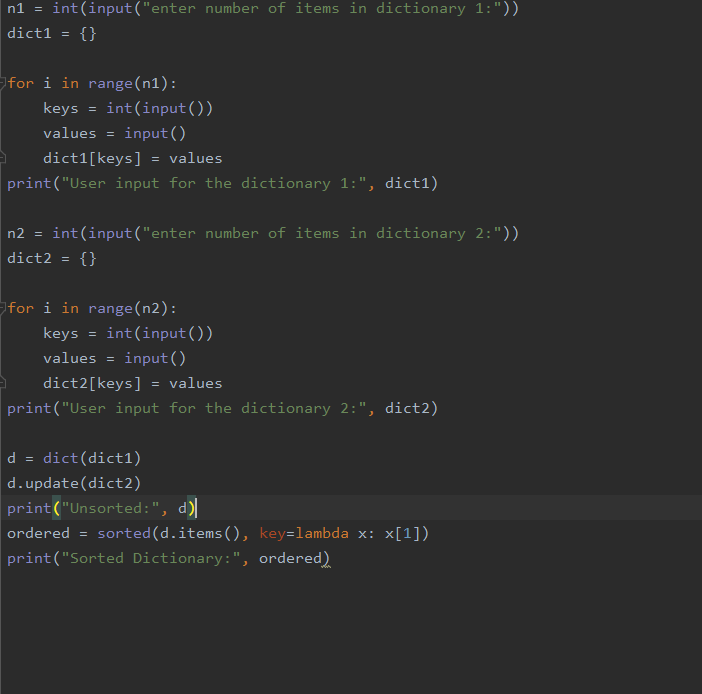 n1 = int(input("enter number of items in dictionary 1:"))
dict1 = {}
for i in range(n1):
    keys = int(input())
    values = input()
    dict1[keys] = values
print("User input for the dictionary 1:", dict1)
n2 = int(input("enter number of items in dictionary 2:"))
dict2 = {}
for i in range(n2):
    keys = int(input())
    values = input()
    dict2[keys] = values
print("User input for the dictionary 2:", dict2)
d = dict(dict1)
d.update(dict2)
print("Unsorted:", d)
ordered = sorted(d.items(), key=lambda x: x[1])
print("Sorted Dictionary:", ordered)